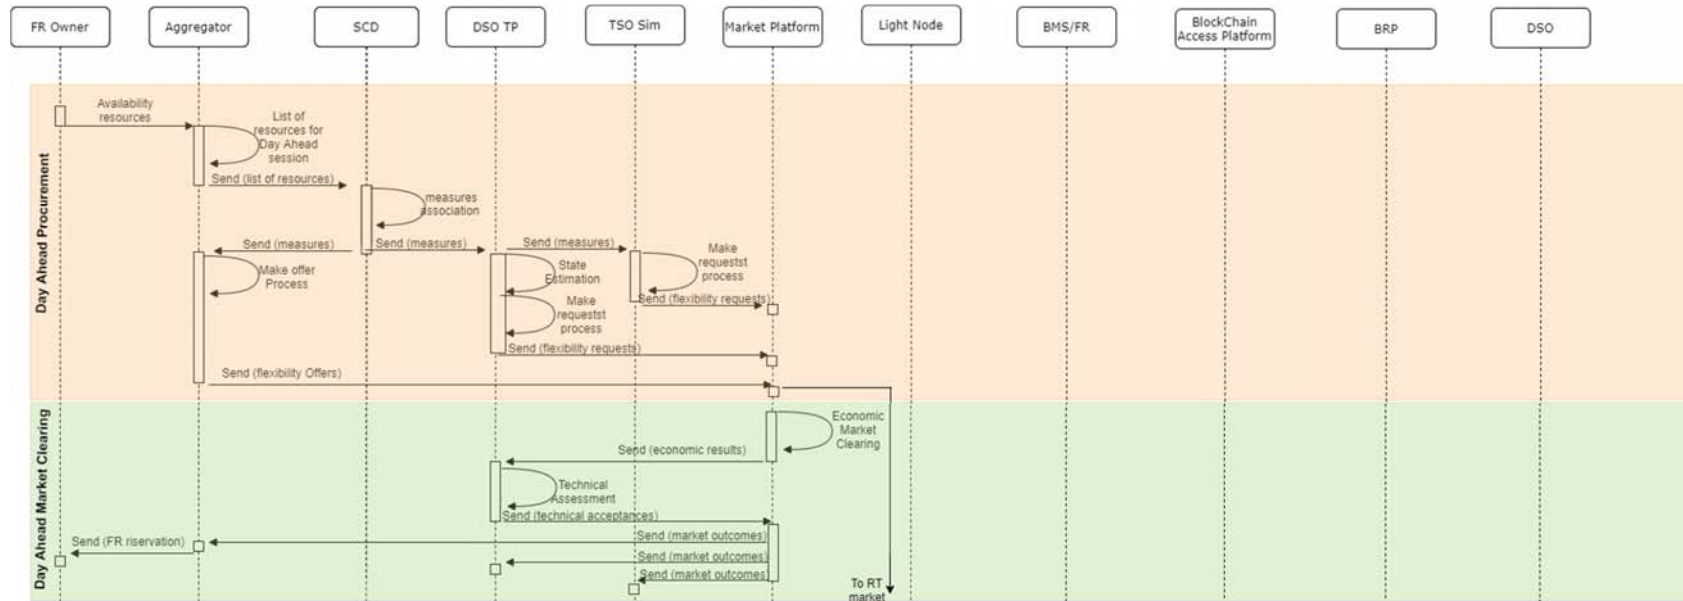 FR Owner
Aggregator
SCD
DSO TP
TSO Sim
Market Platform
Light Node
BMS/FR
BlockChain
Access Platform
BRP
DSO
Day Ahead Procurement
Availability
resources
List of
resources for
Day Ahead
session
Send (list of resources)
measures
association
Send (measures)
Send (measures)
Send (measures)
Make offer
Process
State
Estimation
Make
requestst
process
Make
requestst
process
Send (flexibility requests)
Send (flexibility requests)
Send (flexibility Offers)
Day Ahead Market Clearing
Economic
Market
Clearing
Send (economic results)
Technical
Assessment
Send (technical acceptances)
Send (market outcomes)
Send (FR riservation)
Send (market outcomes)
Send (market outcomes)
To RT
market